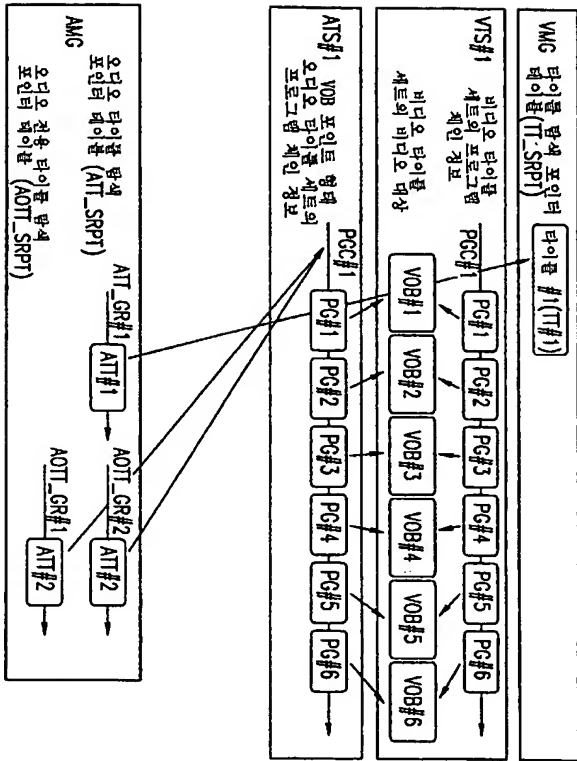 VMG 타이틀 탐색 포인터
테이블(TT_SRPT)
타이틀 #1(TT#1)
VTS#1
비디오 타이틀
세트의 프로그램
체인 정보
PGC#1
PG#1 PG#2 PG#3 PG#4 PG#5 PG#6
비디오 타이틀
세트의 비디오 대상
VOB#1 VOB#2 VOB#3 VOB#4 VOB#5 VOB#6
ATS#1 VOB 포인트 형태
오디오 타이틀 세트의
프로그램 체인 정보
PGC#1
PG#1 PG#2 PG#3 PG#4 PG#5 PG#6
AMG
오디오 타이틀 탐색
포인터 테이블 (ATT_SRPT)
ATT_GR#1
ATT#1
AOTT_GR#2
ATT#2
오디오 전용 타이틀 탐색
포인터 테이블 (AOTT_SRPT)
AOTT_GR#1
ATT#2